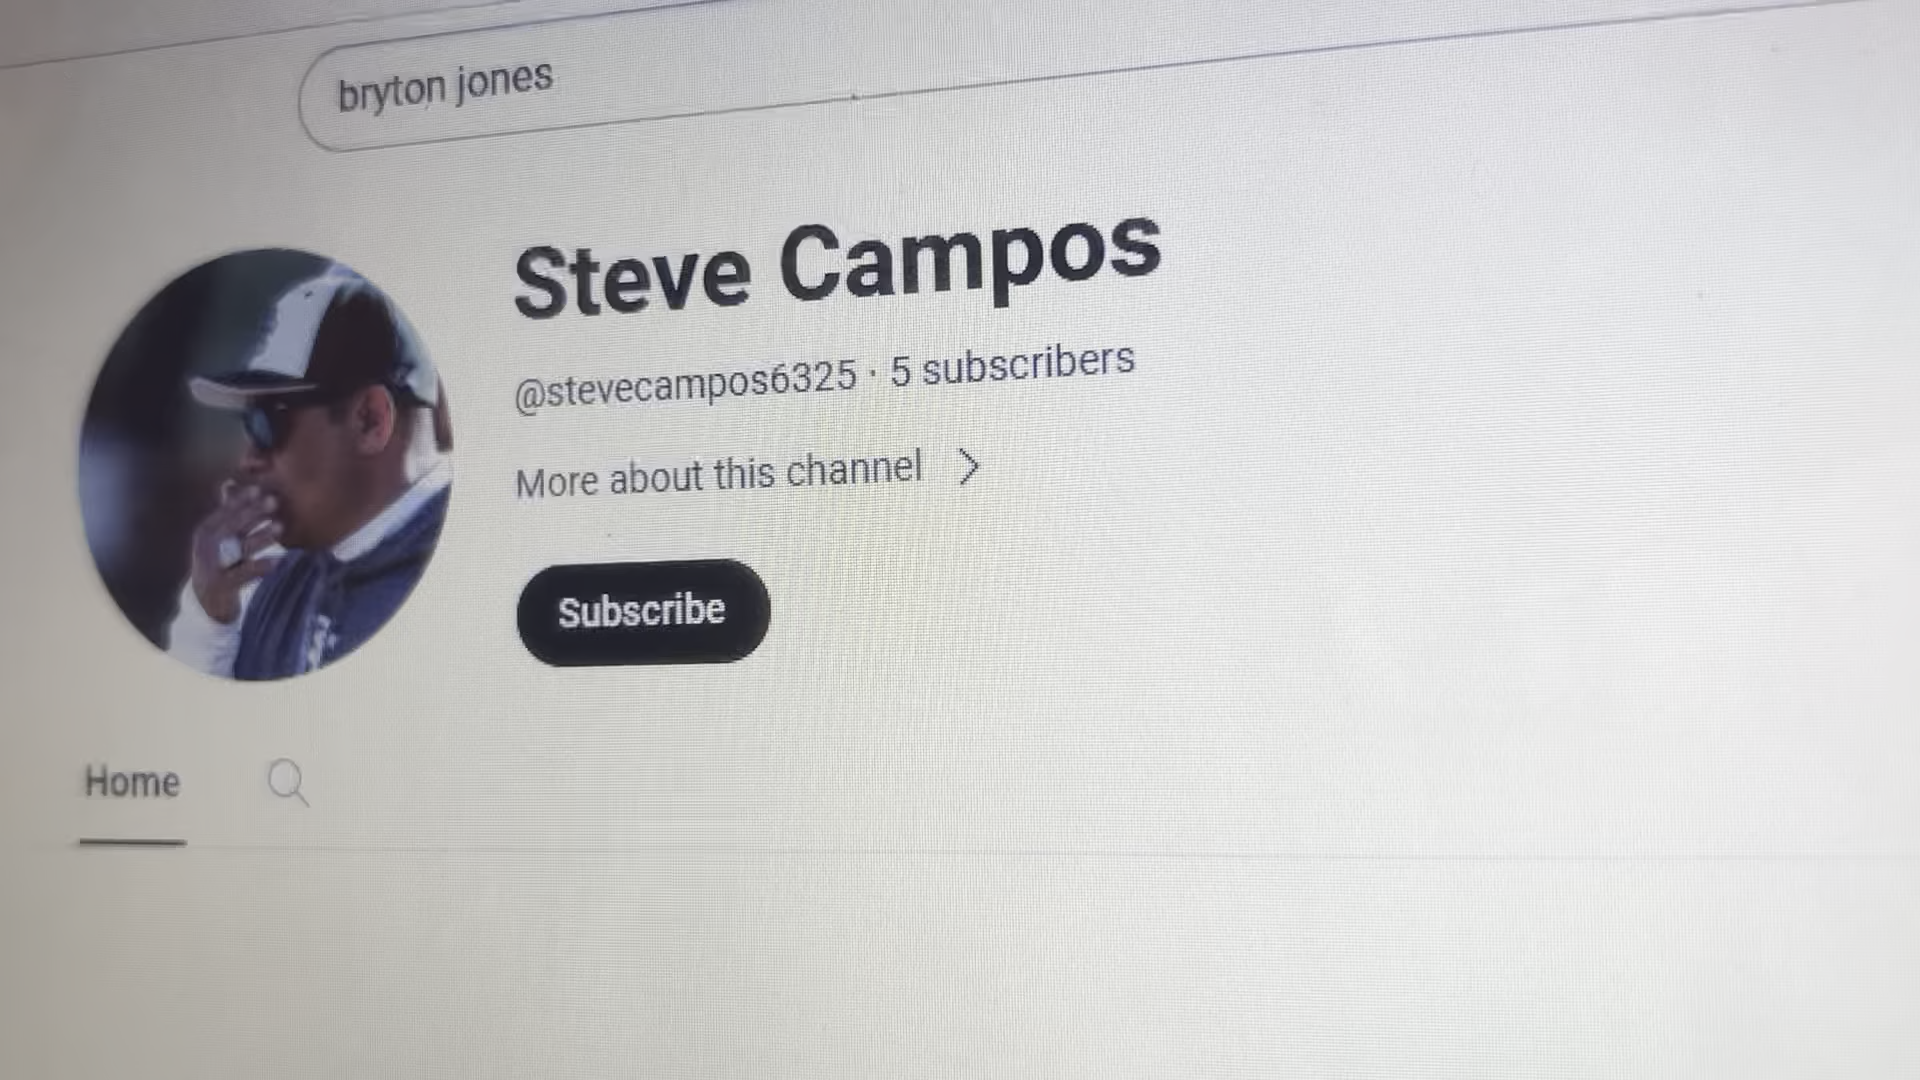 bryton jones
Steve Campos
@stevecampos6325 · 5 subscribers
More about this channel
Subscribe
Home